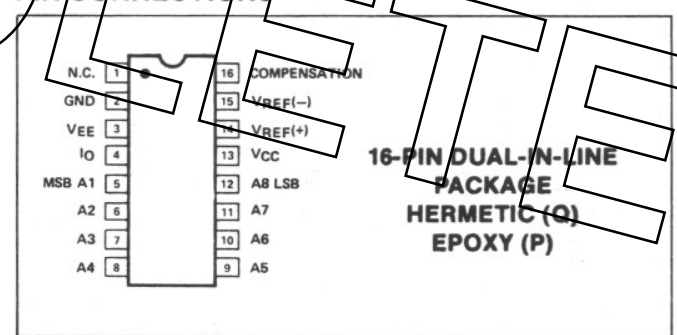 N.C. 1 16 COMPENSATION
GND 2 15 VREF(–)
VEE 3 14 VREF(+)
IO 4 13 VCC
MSB A1 5 12 A8 LSB
A2 6 11 A7
A3 7 10 A6
A4 8 9 A5
16-PIN DUAL-IN-LINE
PACKAGE
HERMETIC (Q)
EPOXY (P)
LETE